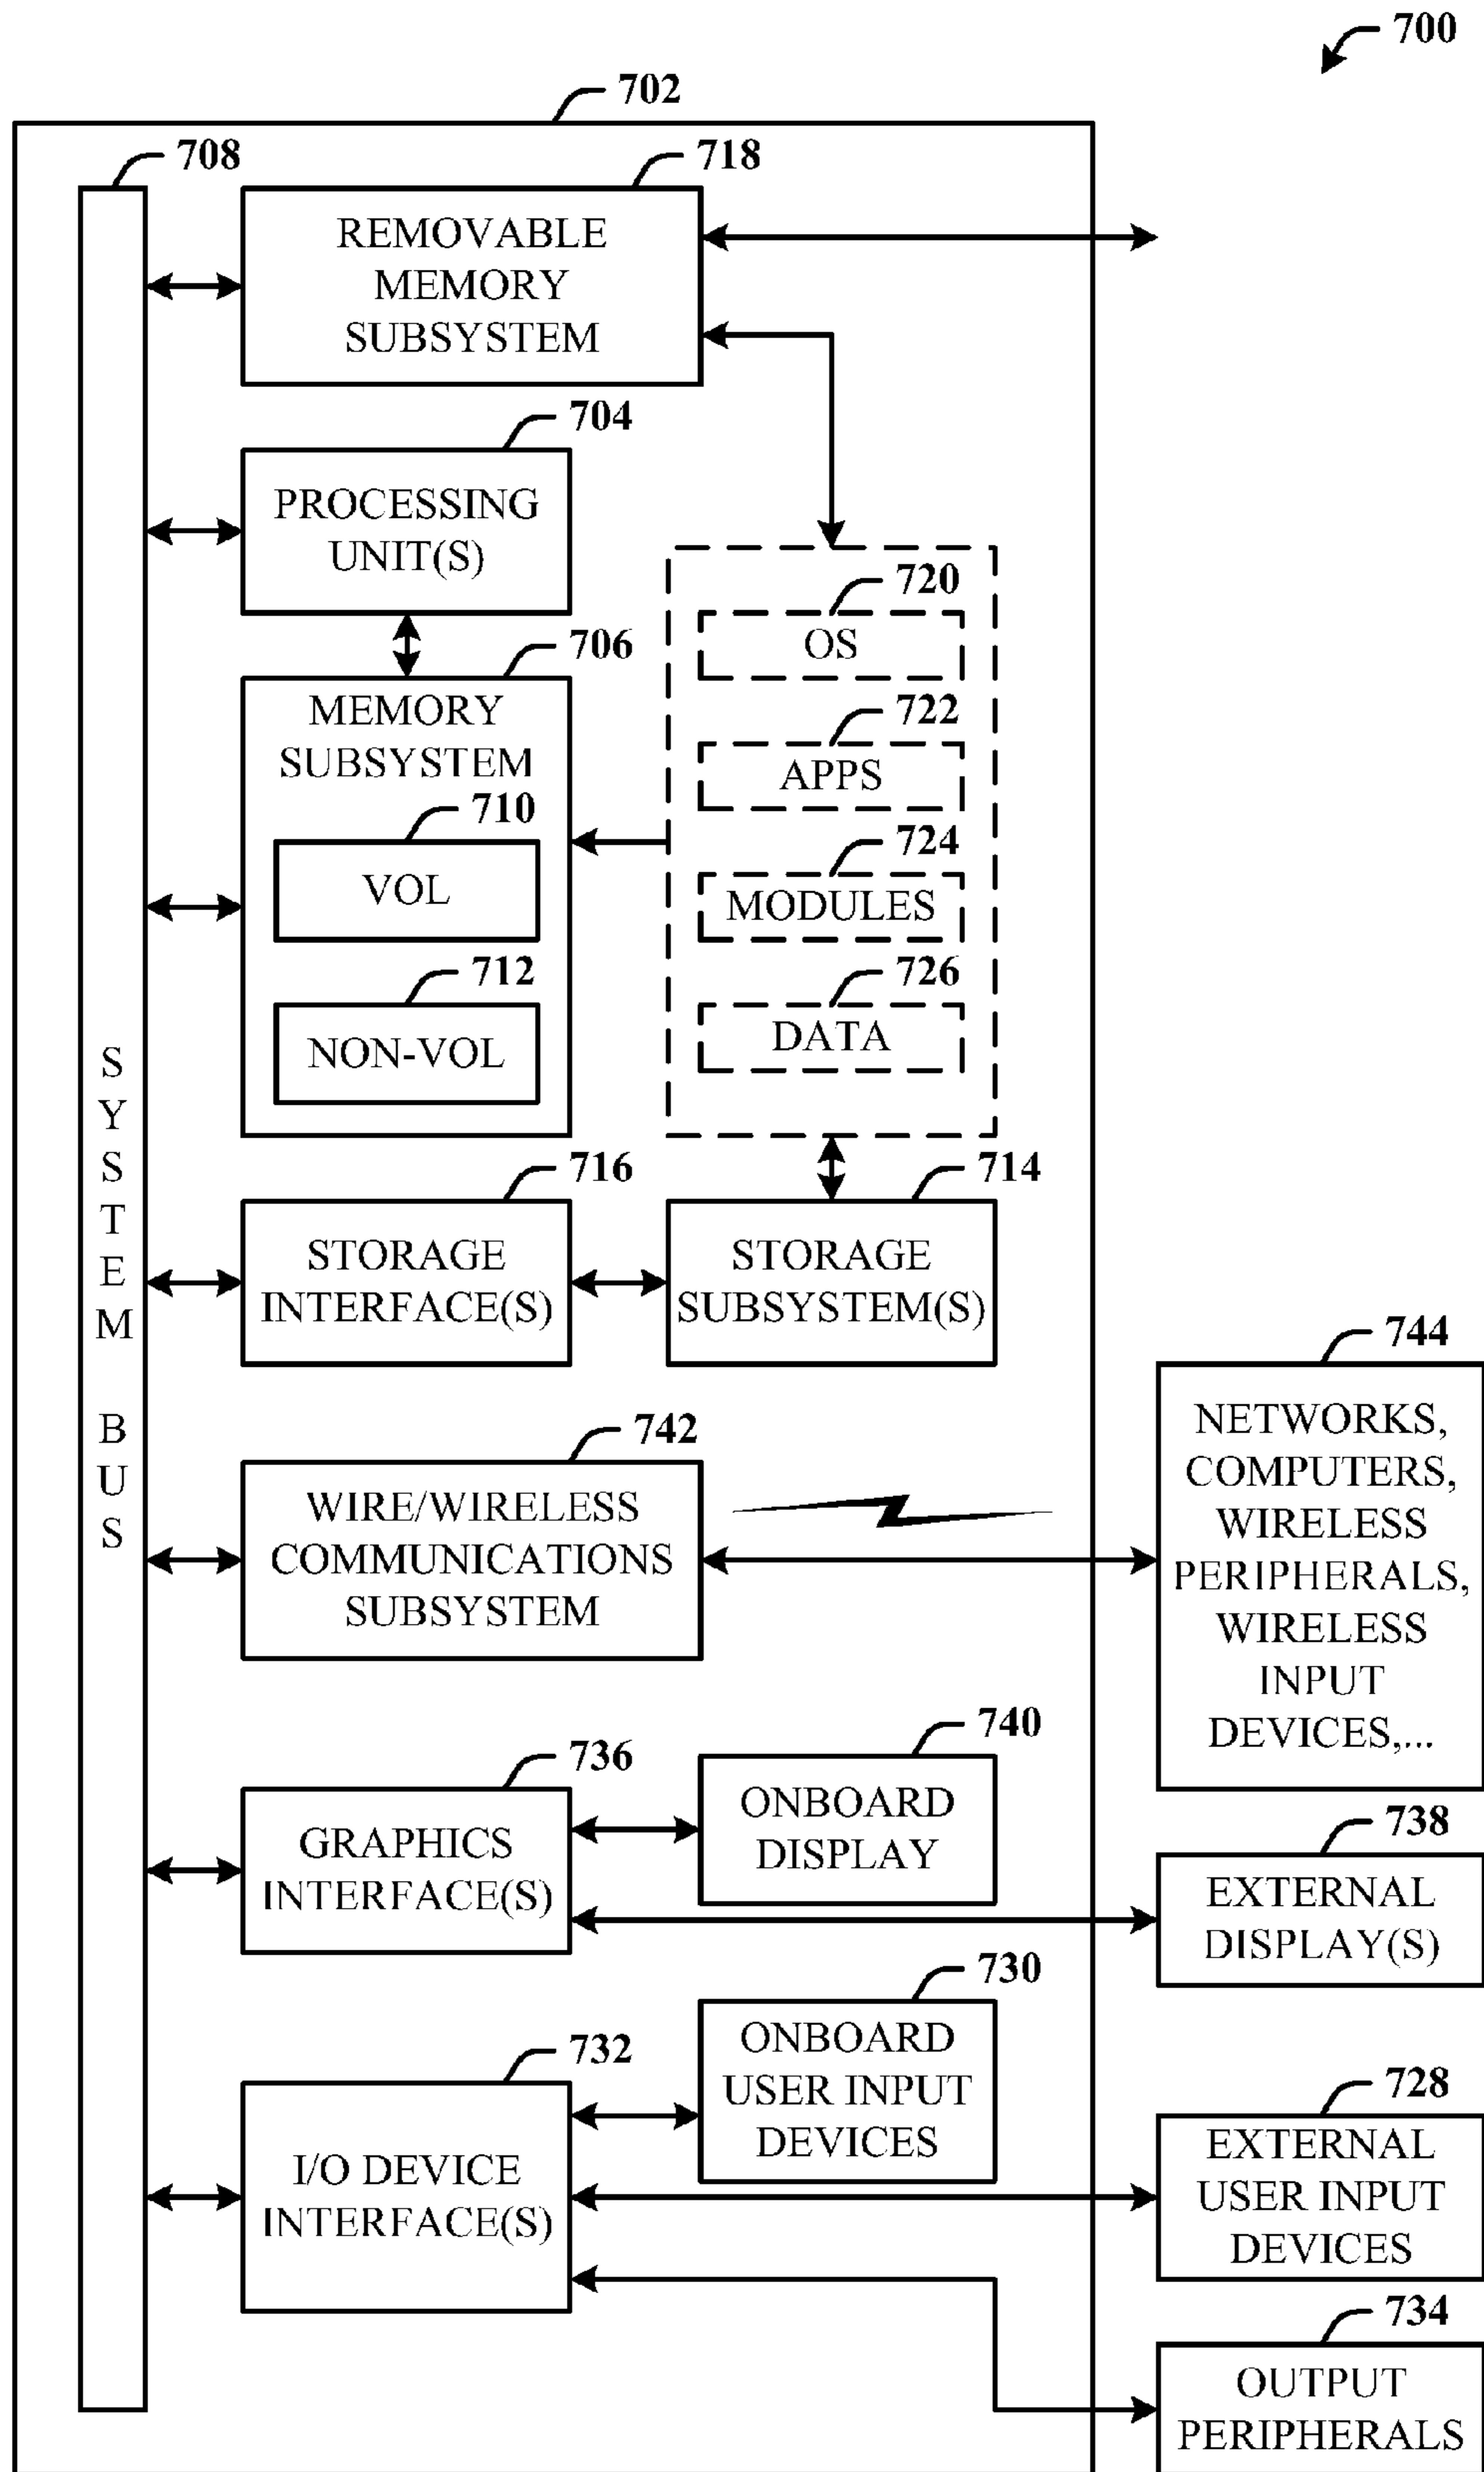 700
702
708
718
REMOVABLE
MEMORY
SUBSYSTEM
704
PROCESSING
UNIT(S)
706
MEMORY
SUBSYSTEM
710
VOL
712
NON-VOL
720
OS
722
APPS
724
MODULES
726
DATA
SYSTEM BUS
716
STORAGE
INTERFACE(S)
714
STORAGE
SUBSYSTEM(S)
742
WIRE/WIRELESS
COMMUNICATIONS
SUBSYSTEM
744
NETWORKS,
COMPUTERS,
WIRELESS
PERIPHERALS,
WIRELESS
INPUT
DEVICES,...
736
GRAPHICS
INTERFACE(S)
740
ONBOARD
DISPLAY
738
EXTERNAL
DISPLAY(S)
732
I/O DEVICE
INTERFACE(S)
730
ONBOARD
USER INPUT
DEVICES
728
EXTERNAL
USER INPUT
DEVICES
734
OUTPUT
PERIPHERALS